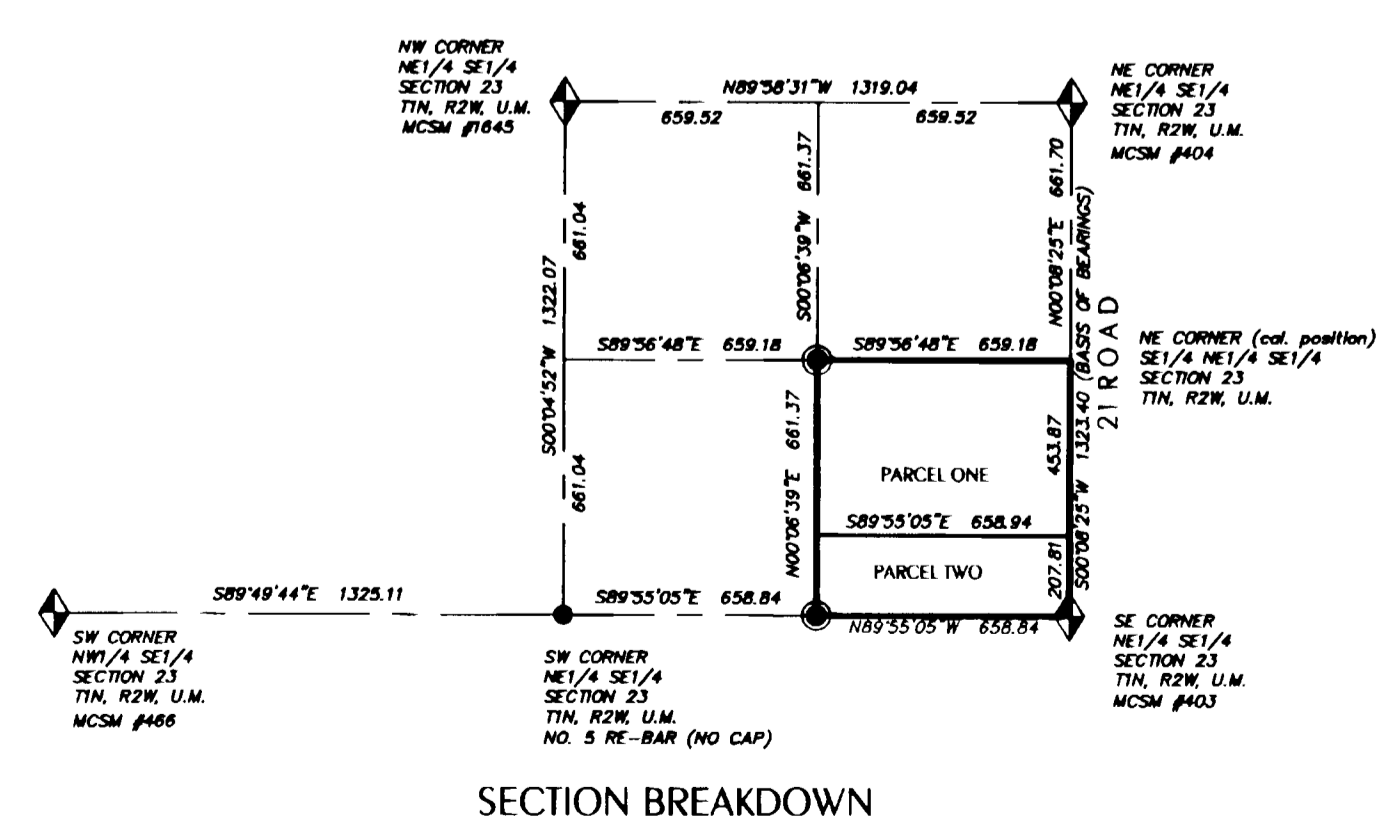 NW CORNER
NE1/4 SE1/4
SECTION 23
T1N, R2W, U.M.
MCSM #1645
N89°58'31"W 1319.04
659.52
659.52
NE CORNER
NE1/4 SE1/4
SECTION 23
T1N, R2W, U.M.
MCSM #404
661.04
S00°04'52"W 1322.07
661.04
S00°06'39"W 661.37
N00°08'25"E 661.70
S00°08'25"W 1323.40 (BASIS OF BEARINGS)
21 ROAD
S89°56'48"E 659.18
S89°56'48"E 659.18
NE CORNER (cal. position)
SE1/4 NE1/4 SE1/4
SECTION 23
T1N, R2W, U.M.
N00°06'39"E 661.37
453.87
PARCEL ONE
S89°55'05"E 658.94
207.81
PARCEL TWO
S89°49'44"E 1325.11
S89°55'05"E 658.84
N89°55'05"W 658.84
SW CORNER
NW1/4 SE1/4
SECTION 23
T1N, R2W, U.M.
MCSM #466
SW CORNER
NE1/4 SE1/4
SECTION 23
T1N, R2W, U.M.
NO. 5 RE-BAR (NO CAP)
SE CORNER
NE1/4 SE1/4
SECTION 23
T1N, R2W, U.M.
MCSM #403
SECTION BREAKDOWN